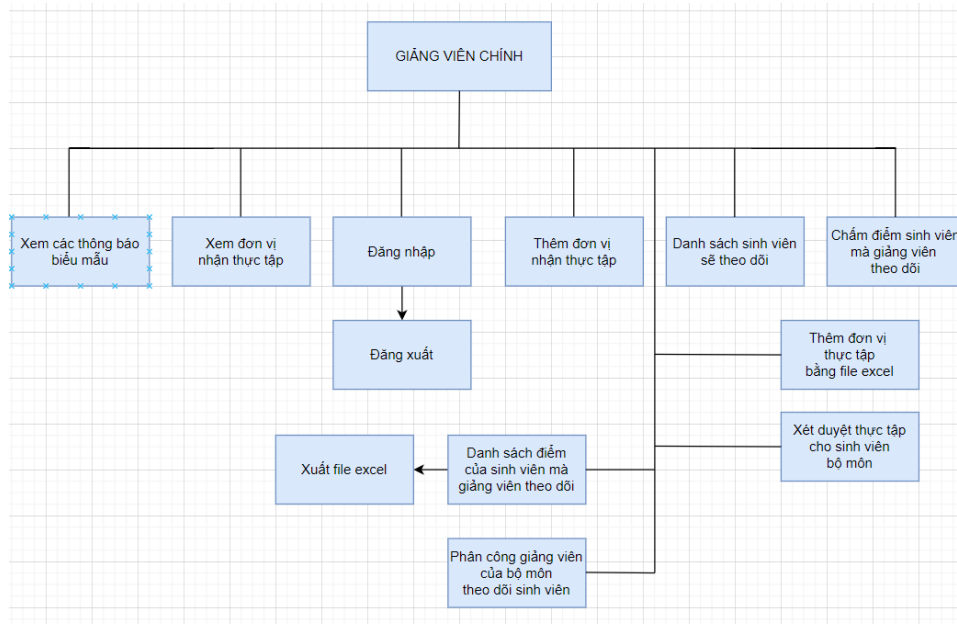 GIẢNG VIÊN CHÍNH
Xem các thông báo
biểu mẫu
Xem đơn vị
nhận thực tập
Đăng nhập
Thêm đơn vị
nhận thực tập
Danh sách sinh viên
sẽ theo dõi
Chấm điểm sinh viên
mà giảng viên
theo dõi
Đăng xuất
Thêm đơn vị
thực tập
bằng file excel
Xét duyệt thực tập
cho sinh viên
bộ môn
Xuất file excel
Danh sách điểm
của sinh viên mà
giảng viên theo dõi
Phân công giảng viên
của bộ môn
theo dõi sinh viên